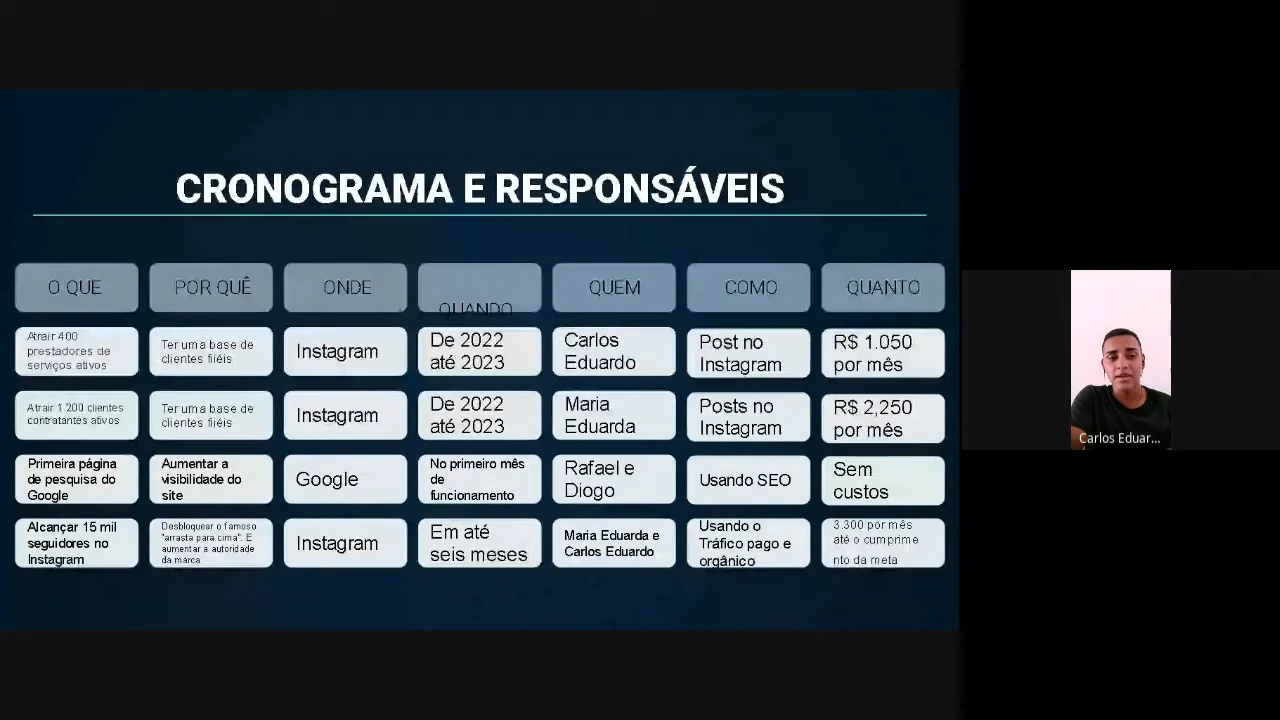 CRONOGRAMA E RESPONSÁVEIS
O QUE
POR QUÊ
ONDE
QUANDO
QUEM
COMO
QUANTO
Atrair 400
prestadores de
serviços ativos
Ter uma base de
clientes fiéis
Instagram
De 2022
até 2023
Carlos
Eduardo
Post no
Instagram
R$ 1.050
por mês
Atrair 1 200 clientes
contratantes ativos
Ter uma base de
clientes fiéis
Instagram
De 2022
até 2023
Maria
Eduarda
Posts no
Instagram
R$ 2,250
por mês
Primeira página
de pesquisa do
Google
Aumentar a
visibilidade do
site
Google
No primeiro mês
de
funcionamento
Rafael e
Diogo
Usando SEO
Sem
custos
Alcançar 15 mil
seguidores no
Instagram
Desbloquear o famoso
"arrasta para cima". E
aumentar a autoridade
da marca
Instagram
Em até
seis meses
Maria Eduarda e
Carlos Eduardo
Usando o
Tráfico pago e
orgânico
3.300 por mês
até o cumprime
nto da meta
Carlos Eduar...